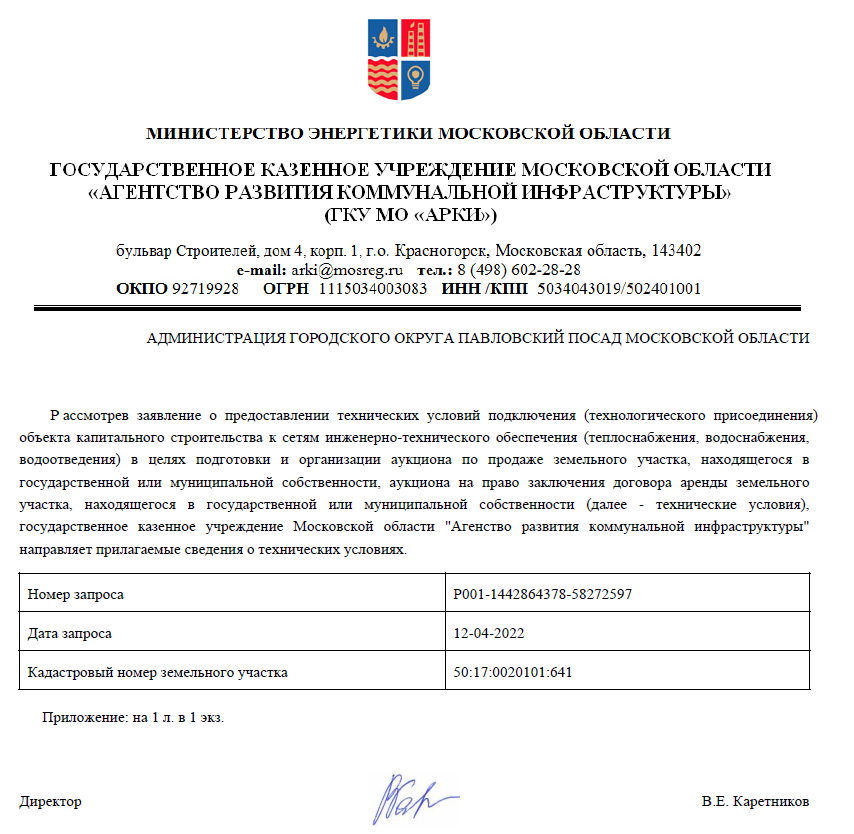 МИНИСТЕРСТВО ЭНЕРГЕТИКИ МОСКОВСКОЙ ОБЛАСТИ
ГОСУДАРСТВЕННОЕ КАЗЕННОЕ УЧРЕЖДЕНИЕ МОСКОВСКОЙ ОБЛАСТИ
«АГЕНТСТВО РАЗВИТИЯ КОММУНАЛЬНОЙ ИНФРАСТРУКТУРЫ»
(ГКУ МО «АРКИ»)
бульвар Строителей, дом 4, корп. 1, г.о. Красногорск, Московская область, 143402
e-mail: arki@mosreg.ru тел.: 8 (498) 602-28-28
ОКПО 92719928 ОГРН 1115034003083 ИНН /КПП 5034043019/502401001
АДМИНИСТРАЦИЯ ГОРОДСКОГО ОКРУГА ПАВЛОВСКИЙ ПОСАД МОСКОВСКОЙ ОБЛАСТИ
Р ассмотрев заявление о предоставлении технических условий подключения (технологического присоединения)
объекта капитального строительства к сетям инженерно-технического обеспечения (теплоснабжения, водоснабжения,
водоотведения) в целях подготовки и организации аукциона по продаже земельного участка, находящегося в
государственной или муниципальной собственности, аукциона на право заключения договора аренды земельного
участка, находящегося в государственной или муниципальной собственности (далее - технические условия),
государственное казенное учреждение Московской области "Агенство развития коммунальной инфраструктуры"
направляет прилагаемые сведения о технических условиях.
Номер запроса P001-1442864378-58272597
Дата запроса 12-04-2022
Кадастровый номер земельного участка 50:17:0020101:641
Приложение: на 1 л. в 1 экз.
Директор В.Е. Каретников